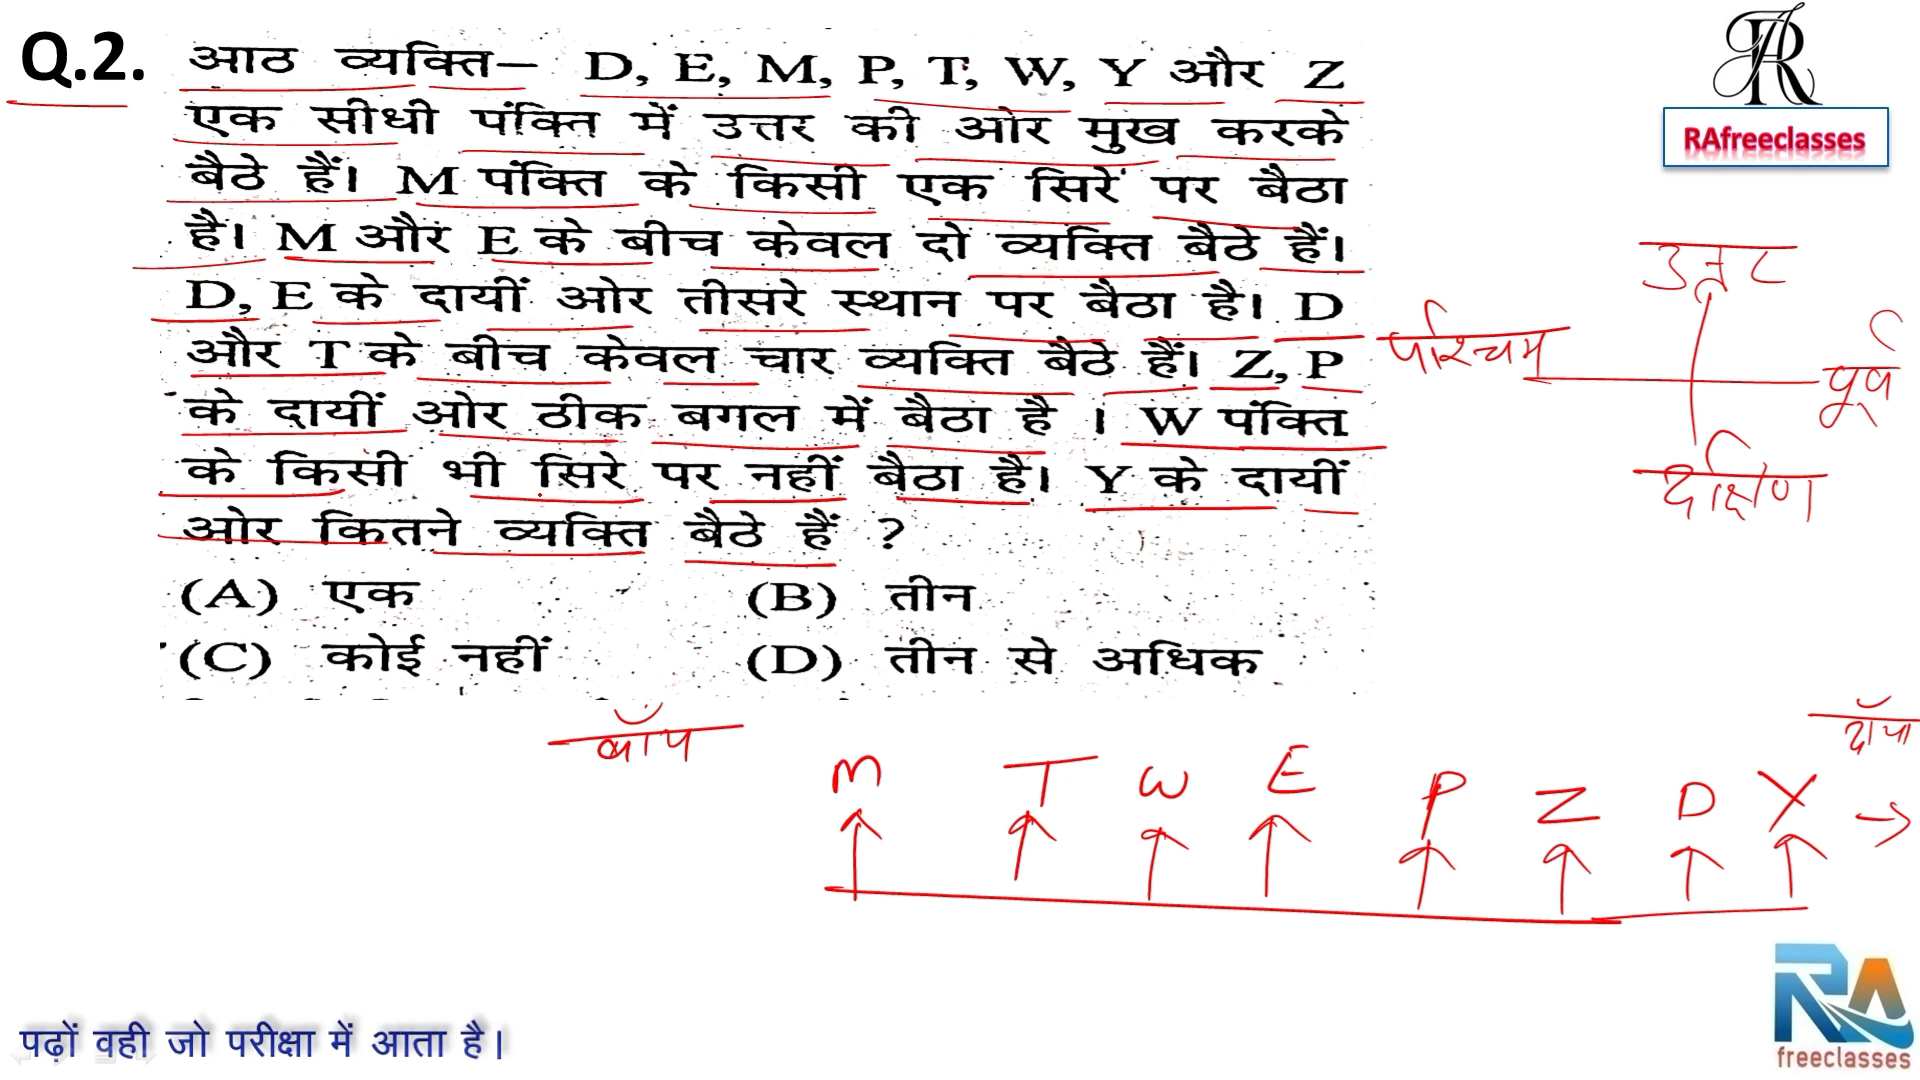 Q.2.
आठ व्यक्ति– D, E, M, P, T, W, Y और Z
एक सीधी पंक्ति में उत्तर की ओर मुख करके
बैठे हैं। M पंक्ति के किसी एक सिरे पर बैठा
है। M और E के बीच केवल दो व्यक्ति बैठे हैं।
D, E के दायीं ओर तीसरे स्थान पर बैठा है। D
और T के बीच केवल चार व्यक्ति बैठे हैं। Z, P
के दायीं ओर ठीक बगल में बैठा है । W पंक्ति
के किसी भी सिरे पर नहीं बैठा है। Y के दायीं
ओर कितने व्यक्ति बैठे हैं ?
(A) एक (B) तीन
(C) कोई नहीं (D) तीन से अधिक
RAfreeclasses
उत्तर
पश्चिम
पूर्व
दक्षिण
M T W E P Z D Y →
पढ़ों वही जो परीक्षा में आता है।
RA
freeclasses